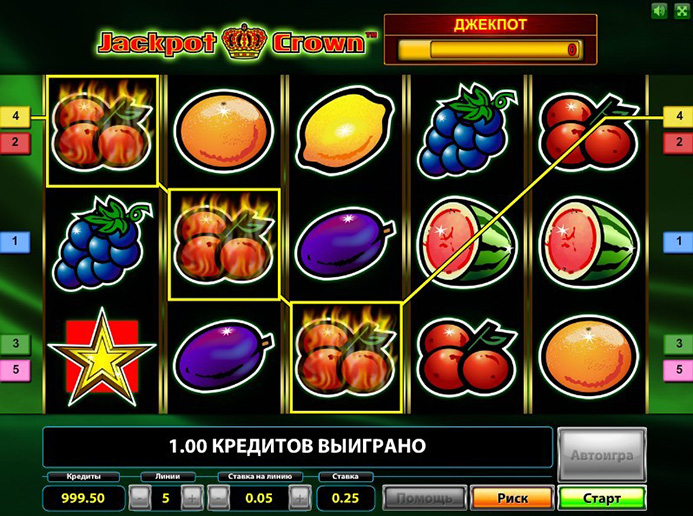 Jackpot Crown™
ДЖЕКПОТ
0
4 4
2 2
1 1
3 3
5 5
1.00 КРЕДИТОВ ВЫИГРАНО
Автоигра
Кредиты Линии Ставка на линию Ставка
999.50 - 5 + - 0.05 + 0.25 Помощь Риск Старт